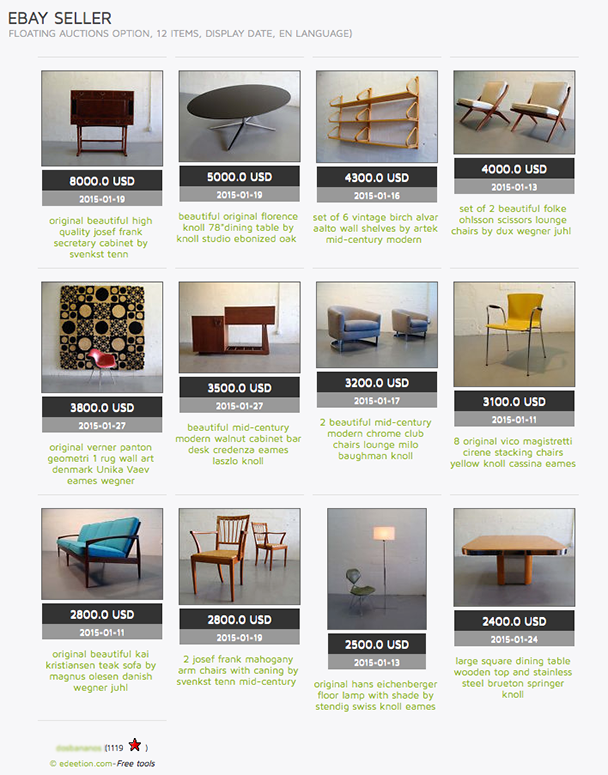 EBAY SELLER
FLOATING AUCTIONS OPTION, 12 ITEMS, DISPLAY DATE, EN LANGUAGE)
8000.0 USD
2015-01-19
original beautiful high
quality josef frank
secretary cabinet by
svenkst tenn
5000.0 USD
2015-01-19
beautiful original florence
knoll 78"dining table by
knoll studio ebonized oak
4300.0 USD
2015-01-16
set of 6 vintage birch alvar
aalto wall shelves by artek
mid-century modern
4000.0 USD
2015-01-13
set of 2 beautiful folke
ohlsson scissors lounge
chairs by dux wegner juhl
3800.0 USD
2015-01-27
original verner panton
geometri 1 rug wall art
denmark Unika Vaev
eames wegner
3500.0 USD
2015-01-27
beautiful mid-century
modern walnut cabinet bar
desk credenza eames
laszlo knoll
3200.0 USD
2015-01-17
2 beautiful mid-century
modern chrome club
chairs lounge milo
baughman knoll
3100.0 USD
2015-01-11
8 original vico magistretti
cirene stacking chairs
yellow knoll cassina eames
2800.0 USD
2015-01-11
original beautiful kai
kristiansen teak sofa by
magnus olesen danish
wegner juhl
2800.0 USD
2015-01-19
2 josef frank mahogany
arm chairs with caning by
svenkst tenn mid-century
2500.0 USD
2015-01-13
original hans eichenberger
floor lamp with shade by
stendig swiss knoll eames
2400.0 USD
2015-01-24
large square dining table
wooden top and stainless
steel brueton springer
knoll
(1119 )
© edeetion.com-Free tools